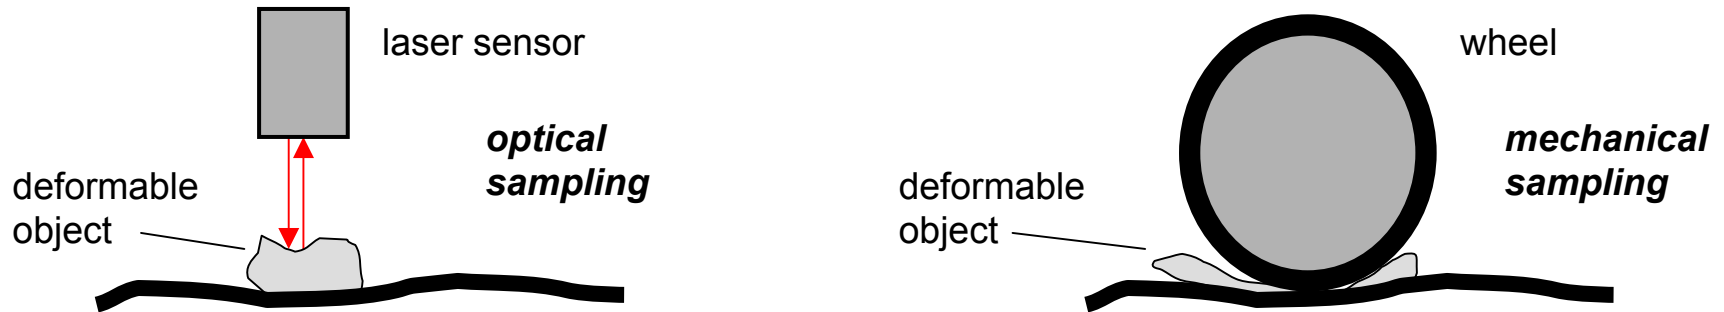 laser sensor
optical
sampling
deformable
object
wheel
mechanical
sampling
deformable
object